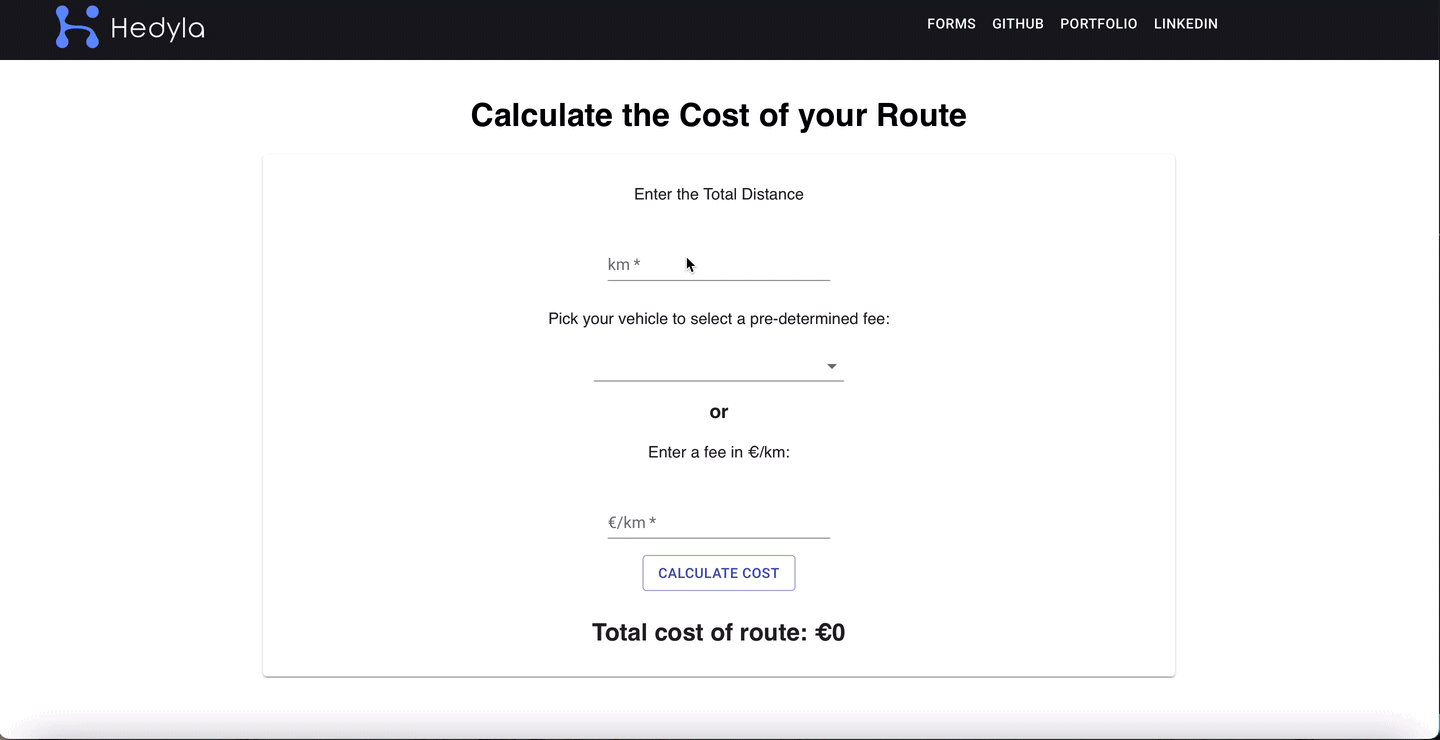 Hedyla
FORMS GITHUB PORTFOLIO LINKEDIN
Calculate the Cost of your Route
Enter the Total Distance
km *
Pick your vehicle to select a pre-determined fee:
or
Enter a fee in €/km:
€/km *
CALCULATE COST
Total cost of route: €0